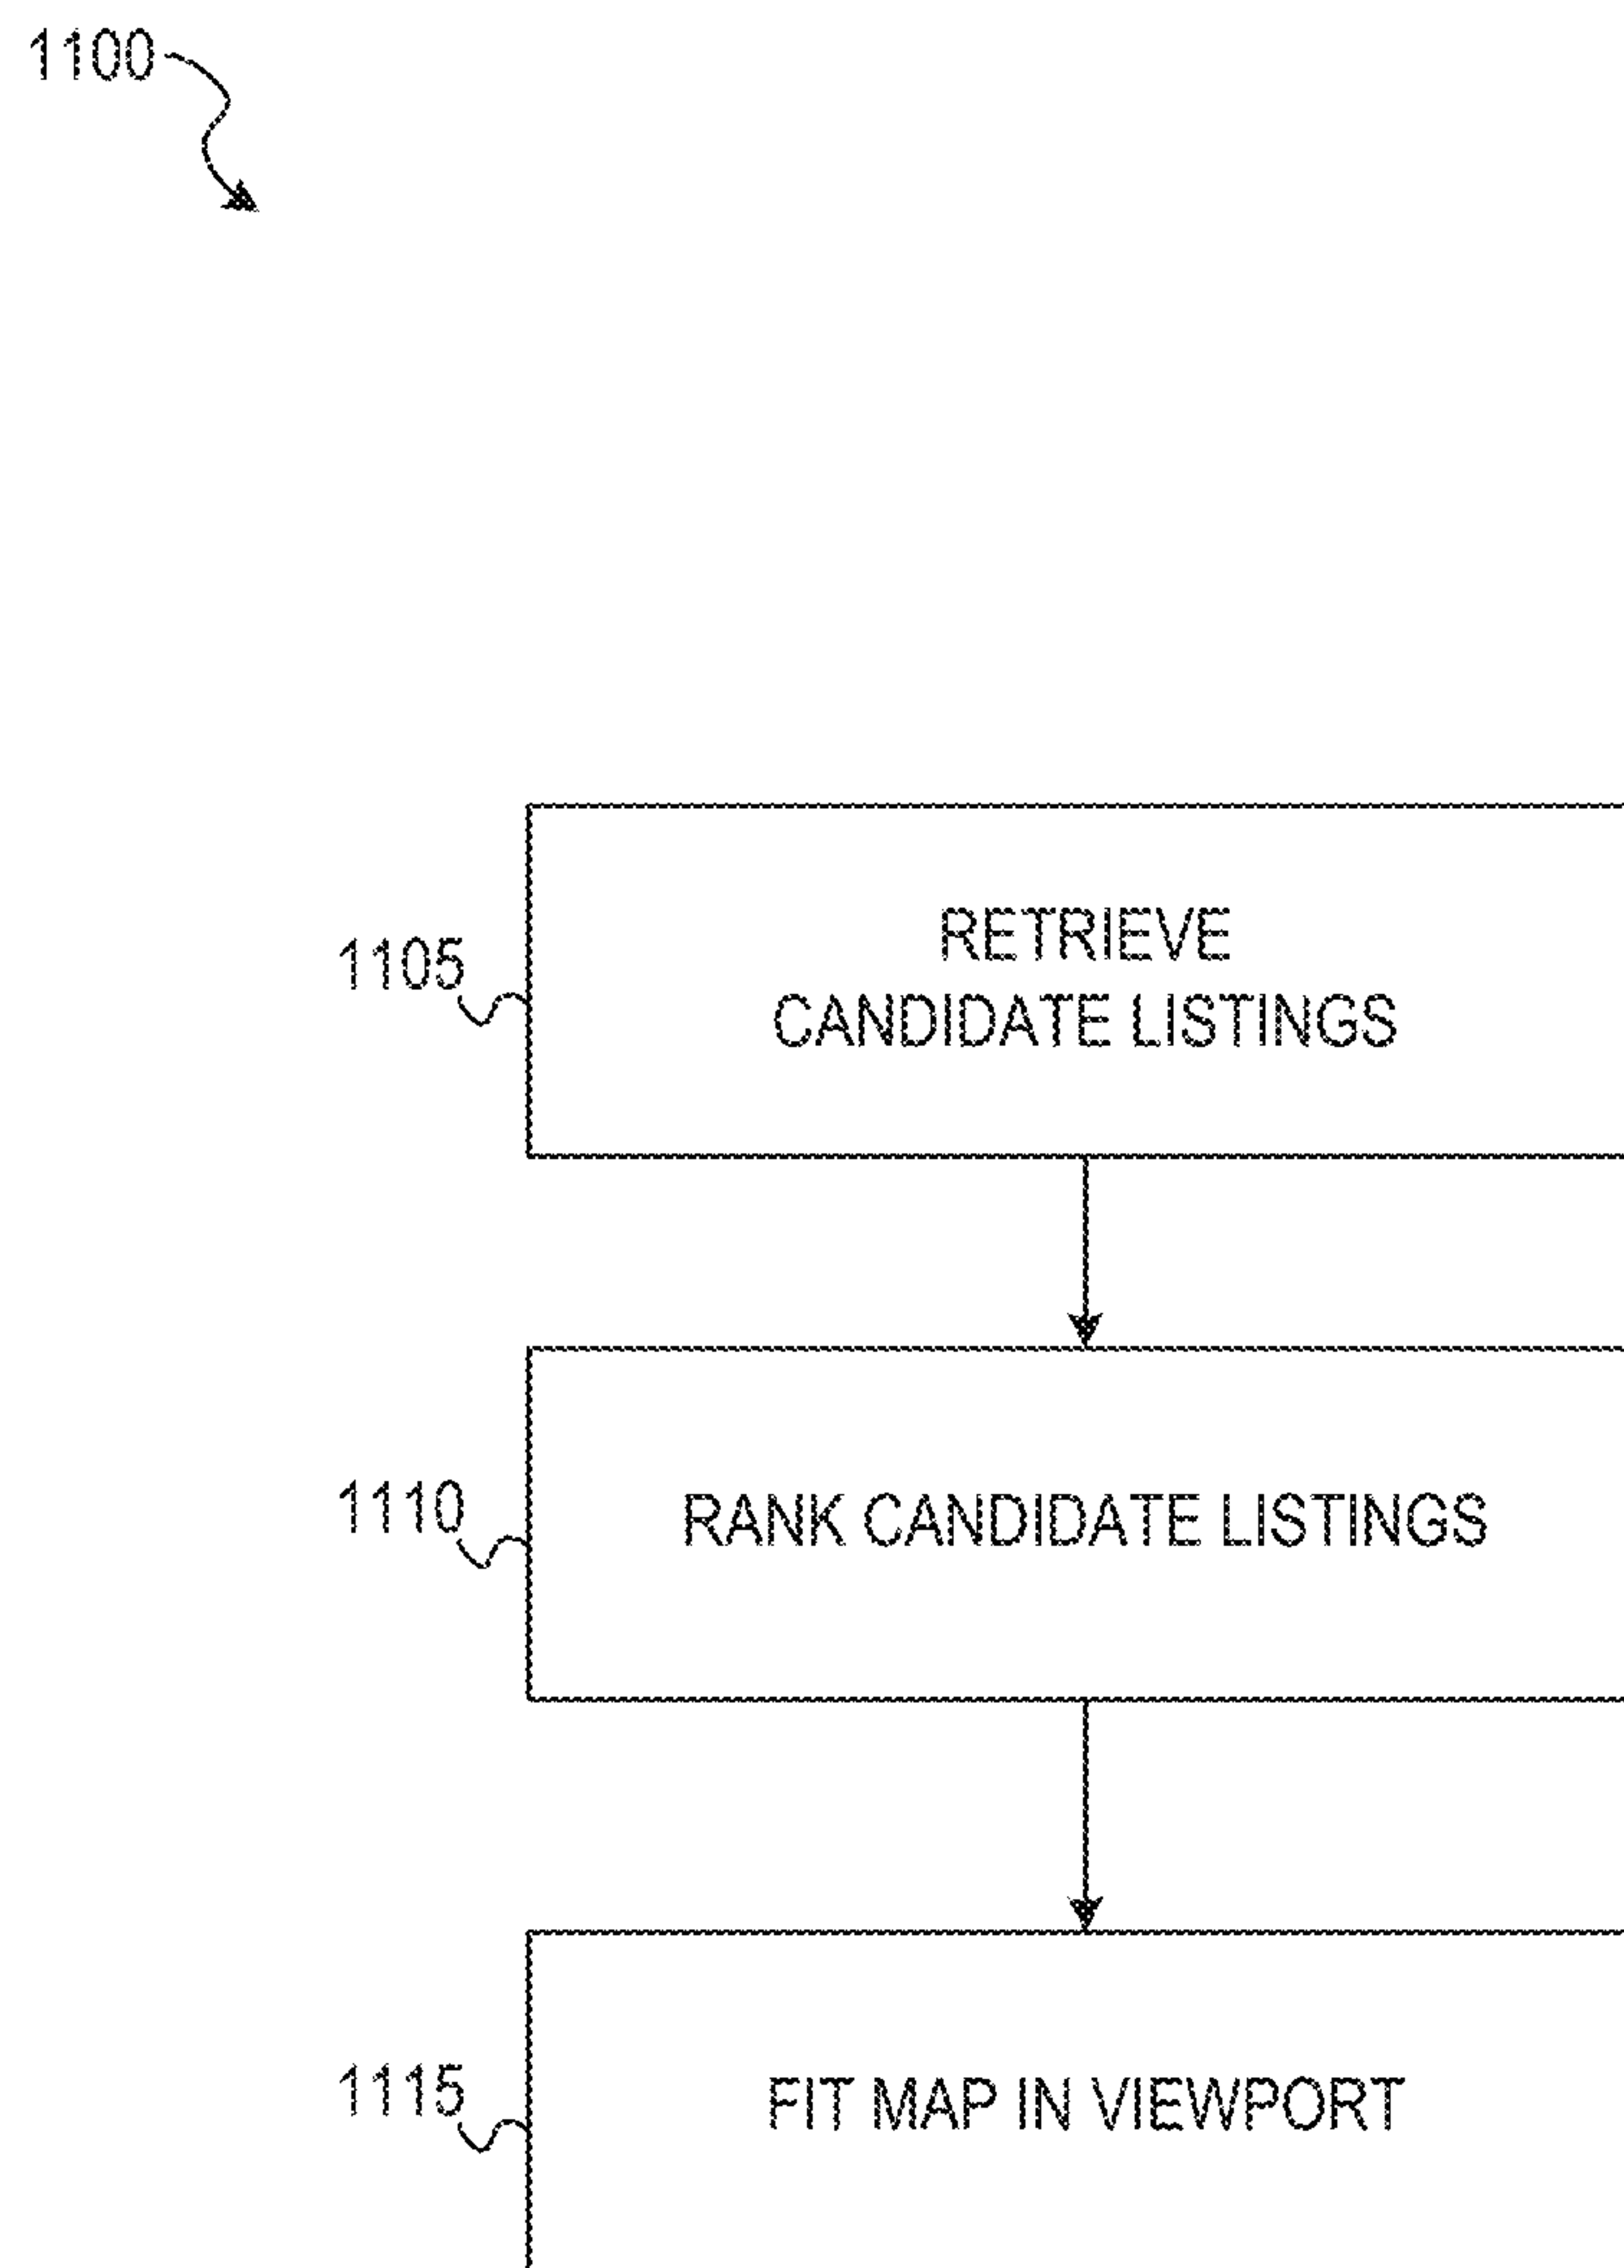 1100
1105
RETRIEVE
CANDIDATE LISTINGS
1110
RANK CANDIDATE LISTINGS
1115
FIT MAP IN VIEWPORT